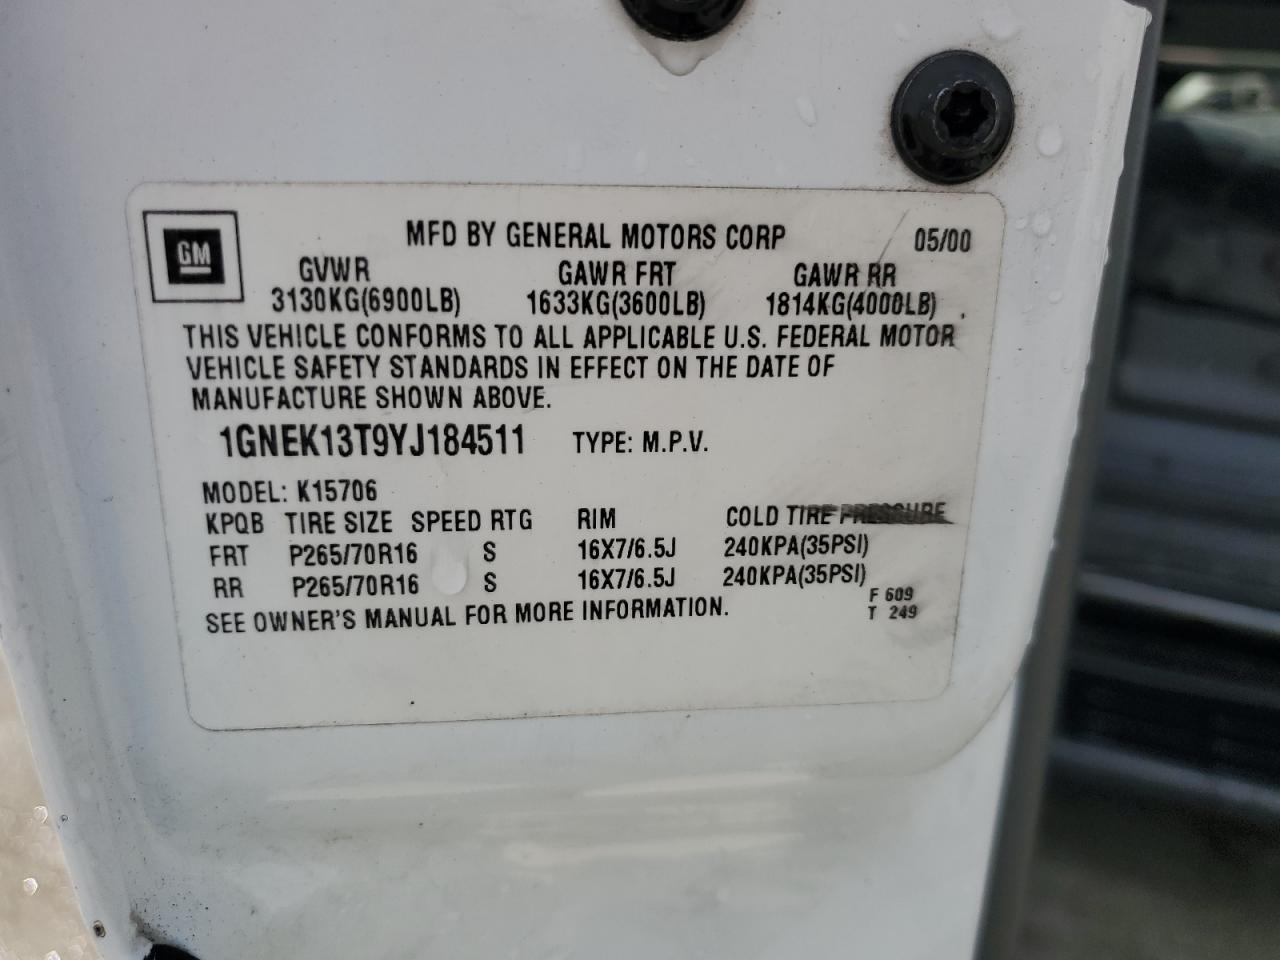 GM
MFD BY GENERAL MOTORS CORP 05/00
GVWR GAWR FRT GAWR RR
3130KG(6900LB) 1633KG(3600LB) 1814KG(4000LB)
THIS VEHICLE CONFORMS TO ALL APPLICABLE U.S. FEDERAL MOTOR
VEHICLE SAFETY STANDARDS IN EFFECT ON THE DATE OF
MANUFACTURE SHOWN ABOVE.
1GNEK13T9YJ184511 TYPE: M.P.V.
MODEL: K15706
KPQB TIRE SIZE SPEED RTG RIM COLD TIRE PRESSURE
FRT P265/70R16 S 16X7/6.5J 240KPA(35PSI)
RR P265/70R16 S 16X7/6.5J 240KPA(35PSI)
SEE OWNER'S MANUAL FOR MORE INFORMATION.
F 609
T 249